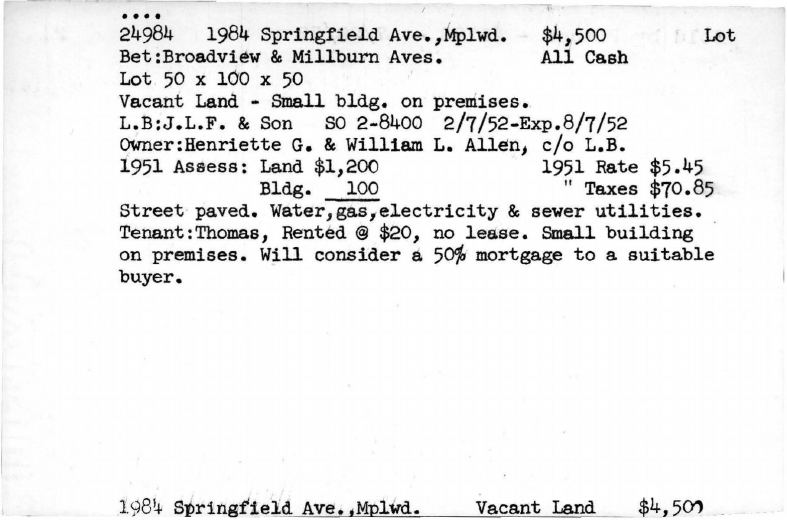 ....
24984 1984 Springfield Ave.,Mplwd. $4,500 Lot
Bet:Broadview & Millburn Aves. All Cash
Lot 50 x 100 x 50
Vacant Land - Small bldg. on premises.
L.B:J.L.F. & Son SO 2-8400 2/7/52-Exp.8/7/52
Owner:Henriette G. & William L. Allen, c/o L.B.
1951 Assess: Land $1,200 1951 Rate $5.45
Bldg. 100 " Taxes $70.85
Street paved. Water,gas,electricity & sewer utilities.
Tenant:Thomas, Rented @ $20, no lease. Small building
on premises. Will consider a 50% mortgage to a suitable
buyer.
1984 Springfield Ave.,Mplwd. Vacant Land $4,500